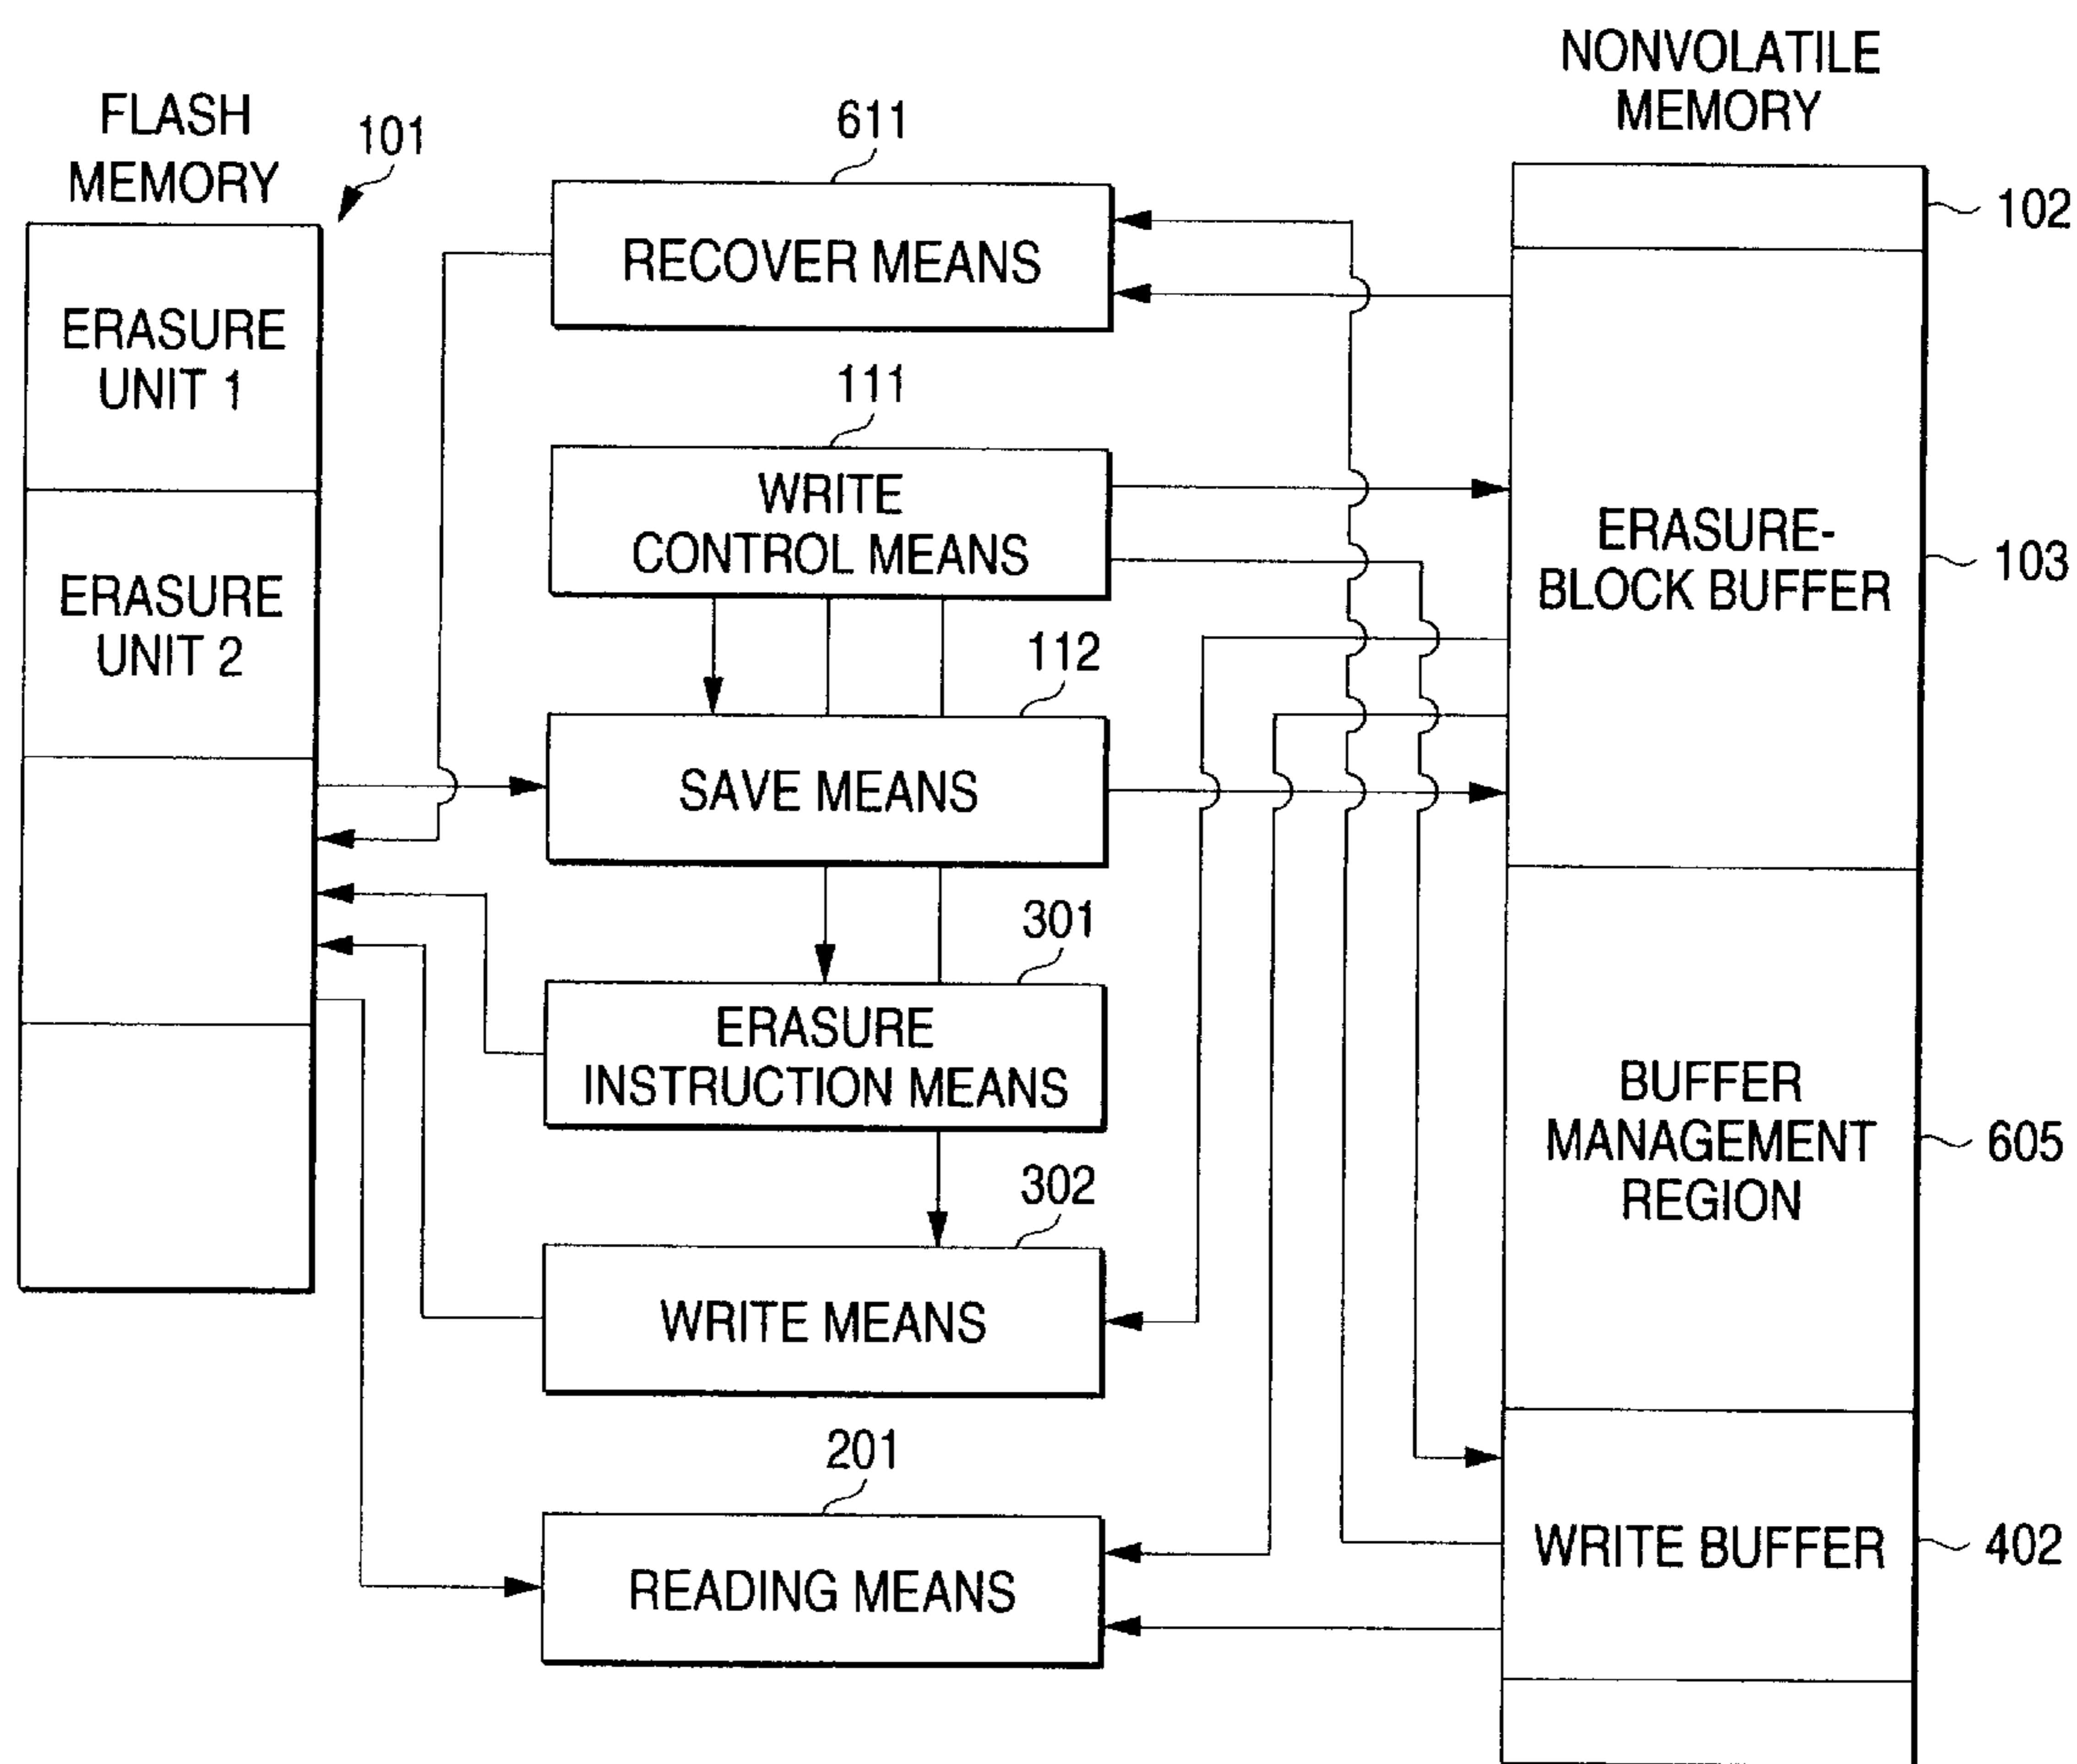 NONVOLATILE
MEMORY
FLASH
MEMORY
101
611
102
RECOVER MEANS
ERASURE
UNIT 1
111
WRITE
CONTROL MEANS
ERASURE-
BLOCK BUFFER
103
ERASURE
UNIT 2
112
SAVE MEANS
301
ERASURE
INSTRUCTION MEANS
BUFFER
MANAGEMENT
REGION
605
302
WRITE MEANS
201
READING MEANS
WRITE BUFFER
402